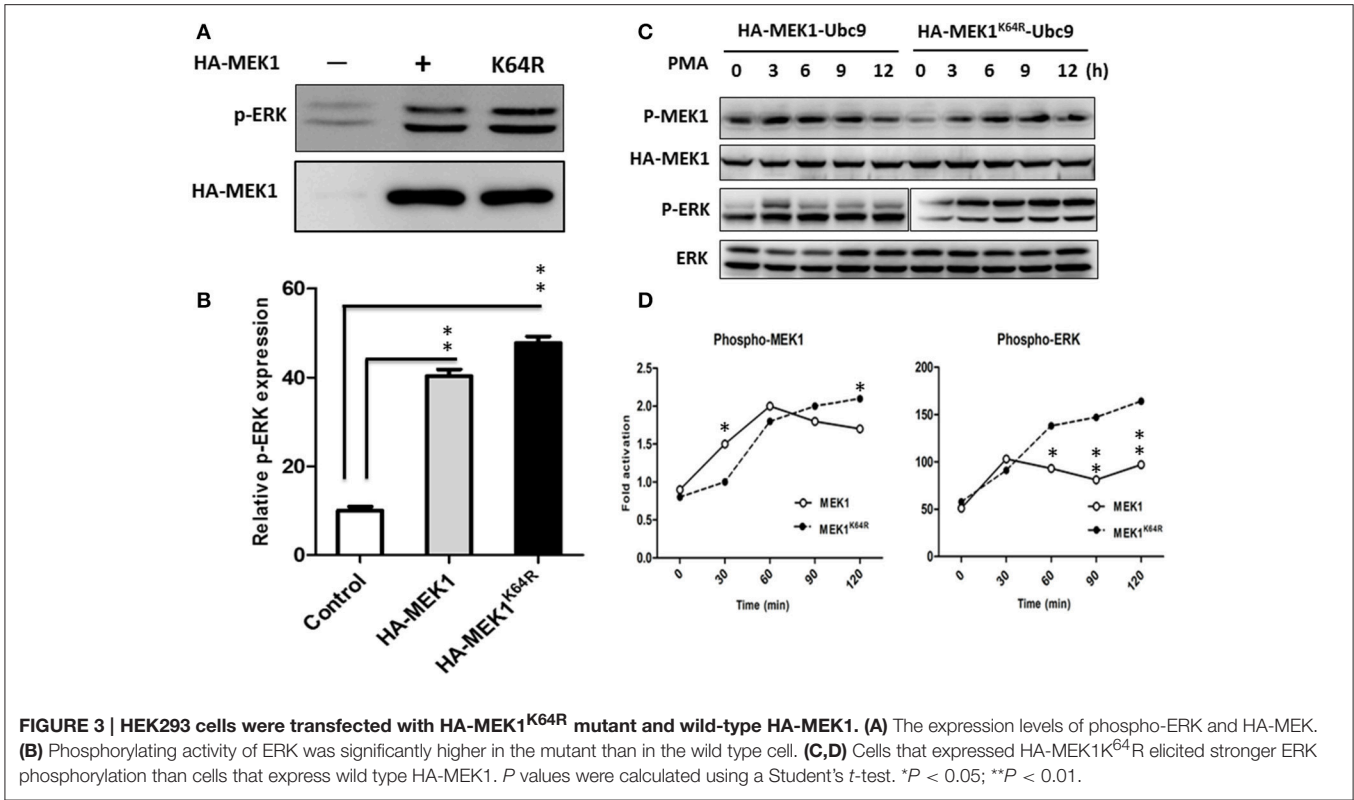 A
HA-MEK1 — + K64R
p-ERK
HA-MEK1
B
Relative p-ERK expression
60
40
20
0
* *
* *
Control
HA-MEK1
HA-MEK1K64R
C
HA-MEK1-Ubc9 HA-MEK1K64R-Ubc9
PMA 0 3 6 9 12 0 3 6 9 12 (h)
P-MEK1
HA-MEK1
P-ERK
ERK
D
Phospho-MEK1
Fold activation
2.5
2.0
1.5
1.0
0.5
0.0
*
*
MEK1
MEK1K64R
0 30 60 90 120
Time (min)
Phospho-ERK
200
150
100
50
0
*
* *
* *
MEK1
MEK1K64R
0 30 60 90 120
Time (min)
FIGURE 3 | HEK293 cells were transfected with HA-MEK1K64R mutant and wild-type HA-MEK1. (A) The expression levels of phospho-ERK and HA-MEK.
(B) Phosphorylating activity of ERK was significantly higher in the mutant than in the wild type cell. (C,D) Cells that expressed HA-MEK1K64R elicited stronger ERK
phosphorylation than cells that express wild type HA-MEK1. P values were calculated using a Student's t-test. *P < 0.05; **P < 0.01.